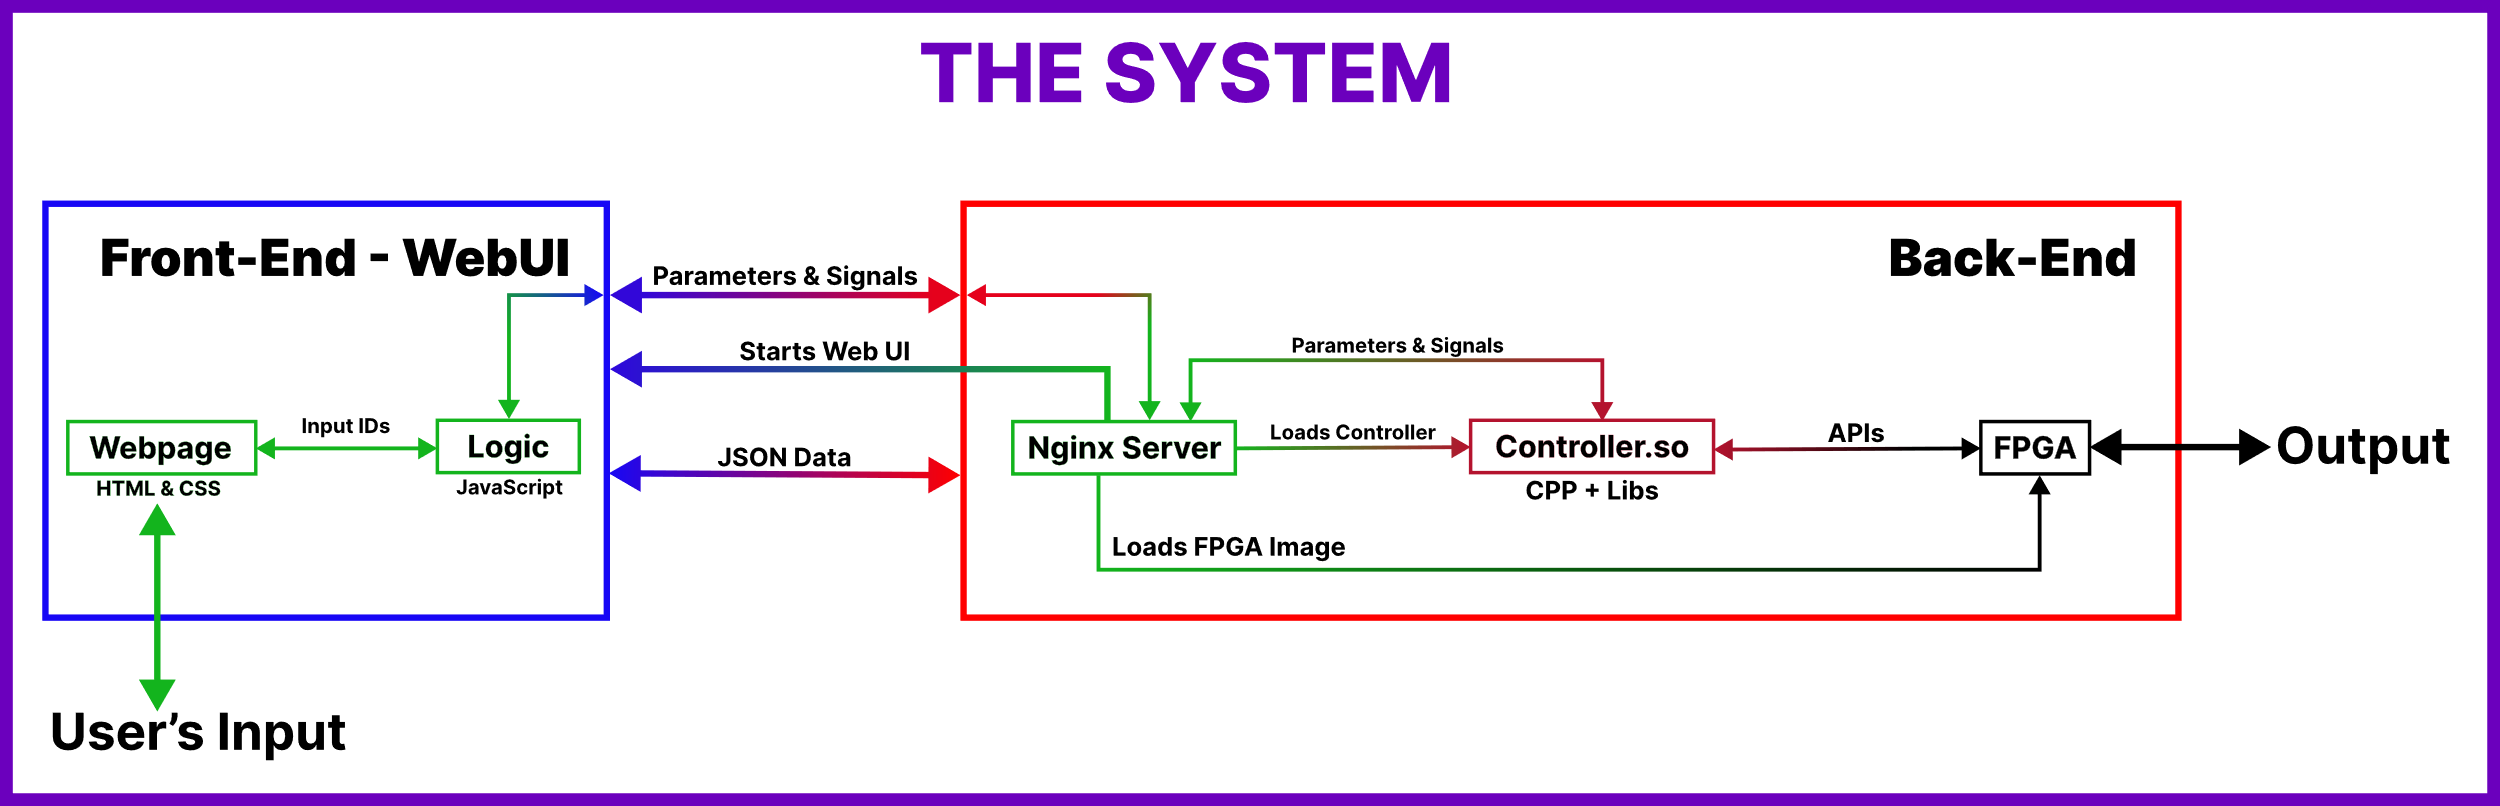 THE SYSTEM
Front-End - WebUI
Back-End
Parameters & Signals
Starts Web UI
Parameters & Signals
Input IDs
Loads Controller
APIs
Webpage
Logic
JSON Data
Nginx Server
Controller.so
FPGA
Output
HTML & CSS
JavaScript
CPP + Libs
Loads FPGA Image
User’s Input